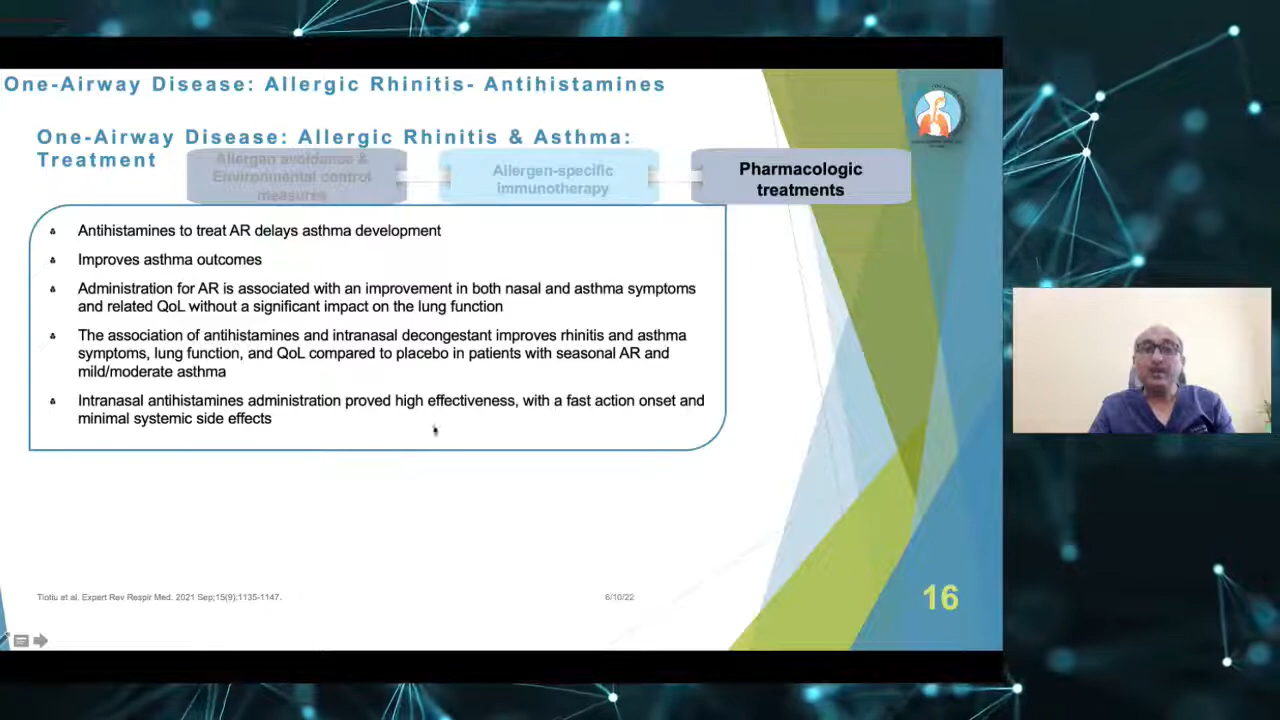 One-Airway Disease: Allergic Rhinitis- Antihistamines
One-Airway Disease: Allergic Rhinitis & Asthma:
Treatment
Allergen avoidance &
Environmental control
measures
Allergen-specific
immunotherapy
Pharmacologic
treatments
Antihistamines to treat AR delays asthma development
Improves asthma outcomes
Administration for AR is associated with an improvement in both nasal and asthma symptoms
and related QoL without a significant impact on the lung function
The association of antihistamines and intranasal decongestant improves rhinitis and asthma
symptoms, lung function, and QoL compared to placebo in patients with seasonal AR and
mild/moderate asthma
Intranasal antihistamines administration proved high effectiveness, with a fast action onset and
minimal systemic side effects
Tiotiu et al. Expert Rev Respir Med. 2021 Sep;15(9):1135-1147.
6/10/22
16